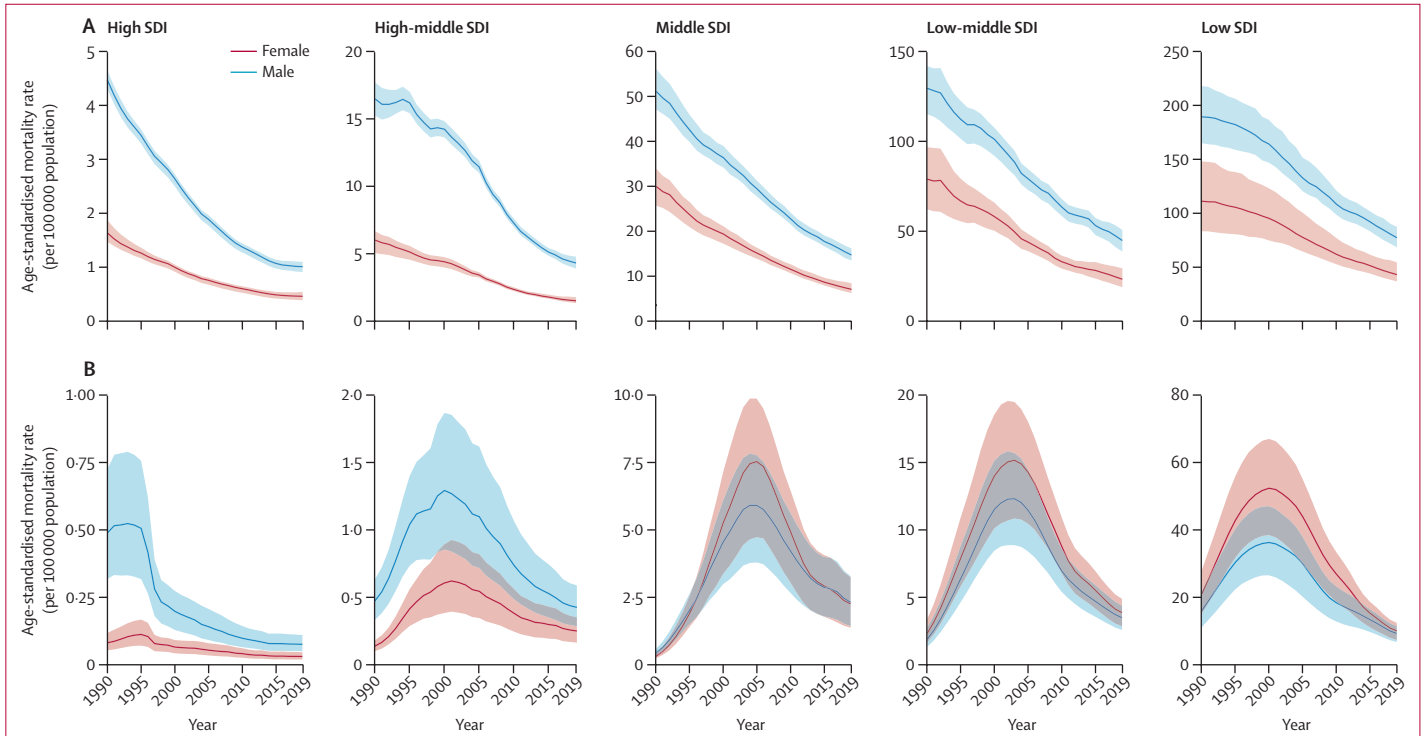 A
High SDI
High-middle SDI
Middle SDI
Low-middle SDI
Low SDI
Female
Male
Age-standardised mortality rate
(per 100 000 population)
5
4
3
2
1
0
20
15
10
5
0
60
50
40
30
20
10
0
150
100
50
0
250
200
150
100
50
0
B
Age-standardised mortality rate
(per 100 000 population)
1·00
0·75
0·50
0·25
0
2·0
1·5
1·0
0·5
0
10·0
7·5
5·0
2·5
0
20
15
10
5
0
80
60
40
20
0
1990 1995 2000 2005 2010 2015 2019
1990 1995 2000 2005 2010 2015 2019
1990 1995 2000 2005 2010 2015 2019
1990 1995 2000 2005 2010 2015 2019
1990 1995 2000 2005 2010 2015 2019
Year
Year
Year
Year
Year